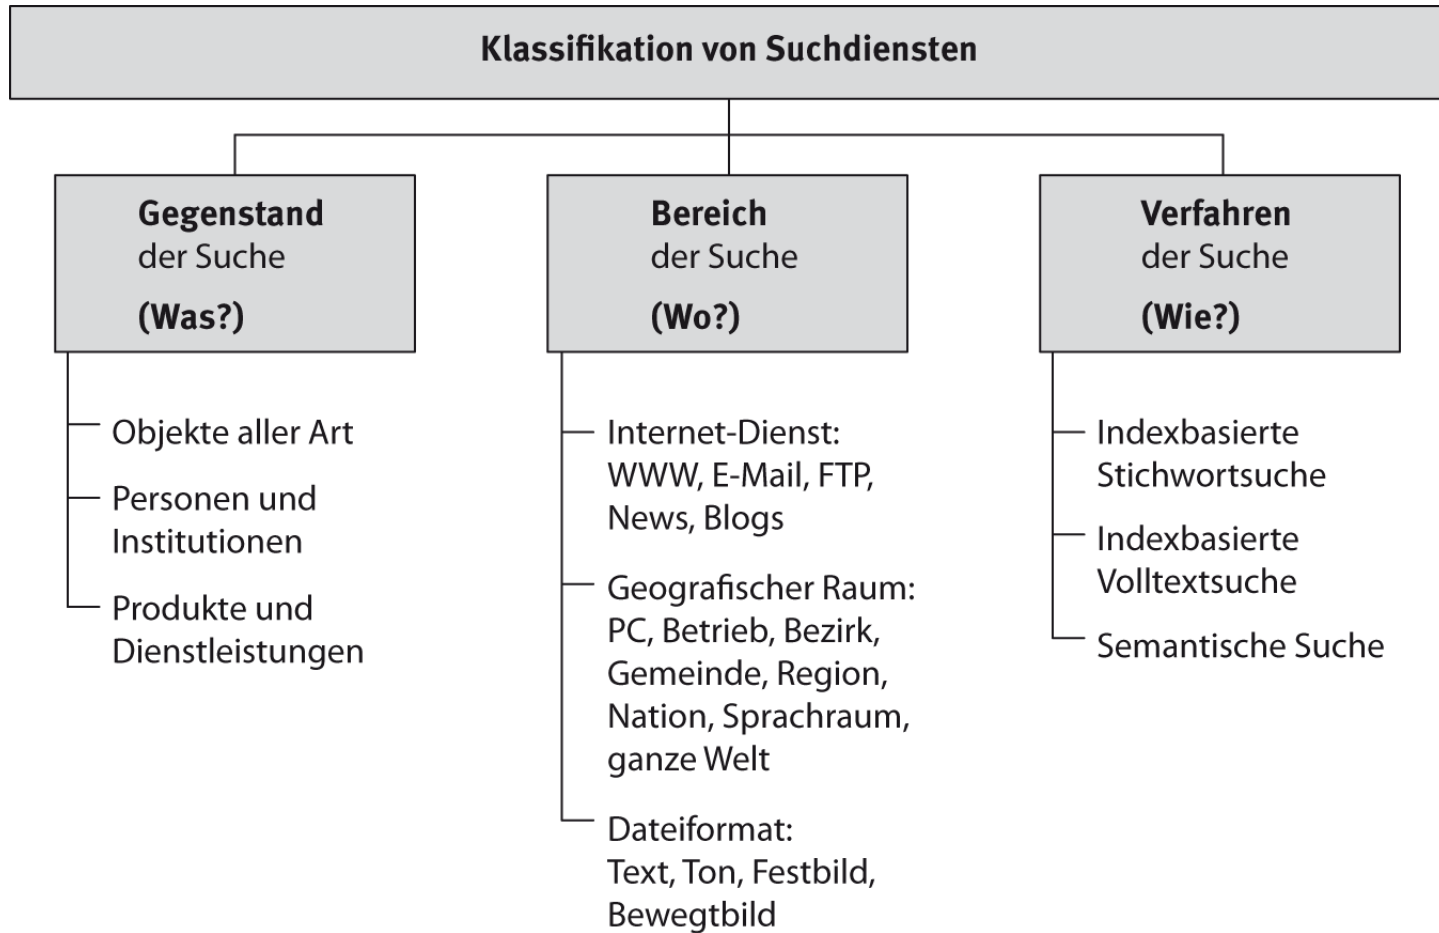 Klassifikation von Suchdiensten
Gegenstand
der Suche
(Was?)
Objekte aller Art
Personen und
Institutionen
Produkte und
Dienstleistungen
Bereich
der Suche
(Wo?)
Internet-Dienst:
WWW, E-Mail, FTP,
News, Blogs
Geografischer Raum:
PC, Betrieb, Bezirk,
Gemeinde, Region,
Nation, Sprachraum,
ganze Welt
Dateiformat:
Text, Ton, Festbild,
Bewegtbild
Verfahren
der Suche
(Wie?)
Indexbasierte
Stichwortsuche
Indexbasierte
Volltextsuche
Semantische Suche